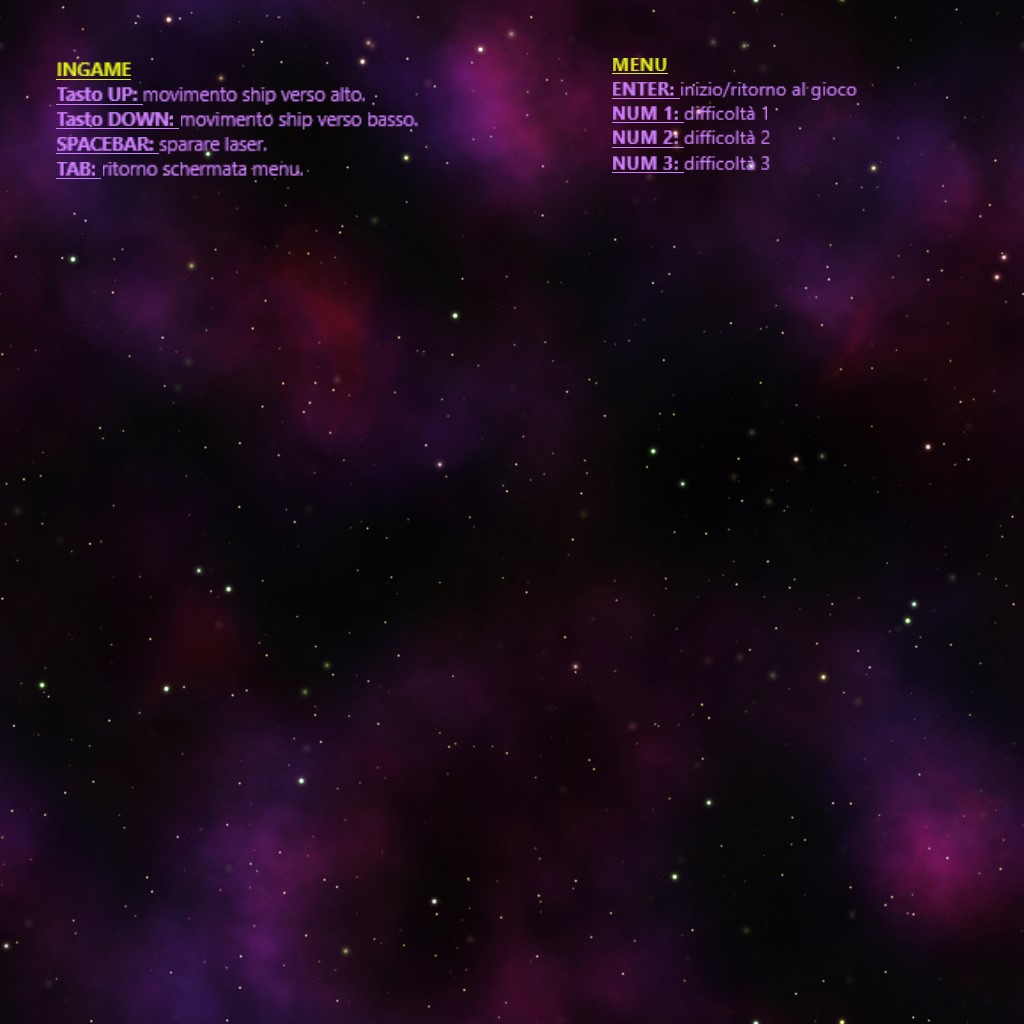 INGAME
Tasto UP: movimento ship verso alto.
Tasto DOWN: movimento ship verso basso.
SPACEBAR: sparare laser.
TAB: ritorno schermata menu.
MENU
ENTER: inizio/ritorno al gioco
NUM 1: difficoltà 1
NUM 2: difficoltà 2
NUM 3: difficoltà 3